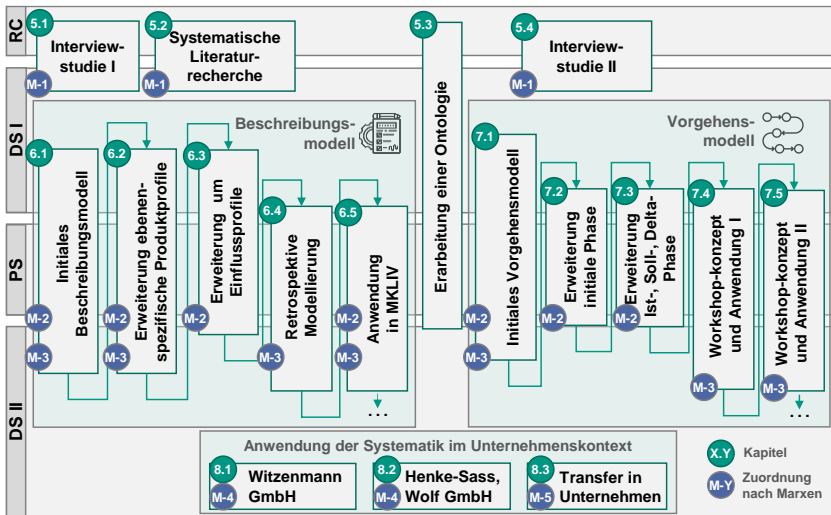 RC
5.1
Interview-
studie I
M-1
5.2
Systematische
Literatur-
recherche
M-1
5.3
Erarbeitung einer Ontologie
5.4
Interview-
studie II
M-1
DS I
PS
DS II
Beschreibungs-
modell
6.1
Initiales
Beschreibungsmodell
M-2
M-3
6.2
Erweiterung ebenen-
spezifische Produktprofile
M-2
M-3
6.3
Erweiterung um
Einflussprofile
M-2
6.4
Retrospektive
Modellierung
M-3
6.5
Anwendung
in MKLIV
M-2
M-3
...
Vorgehens-
modell
7.1
Initiales Vorgehensmodell
M-2
M-3
7.2
Erweiterung
initiale Phase
M-2
7.3
Erweiterung
Ist-, Soll-, Delta-
Phase
M-2
7.4
Workshop-konzept
und Anwendung I
M-3
7.5
Workshop-konzept
und Anwendung II
M-3
...
Anwendung der Systematik im Unternehmenskontext
8.1
Witzenmann
GmbH
M-4
8.2
Henke-Sass,
Wolf GmbH
M-4
8.3
Transfer in
Unternehmen
M-5
X.Y
Kapitel
M-Y
Zuordnung
nach Marxen